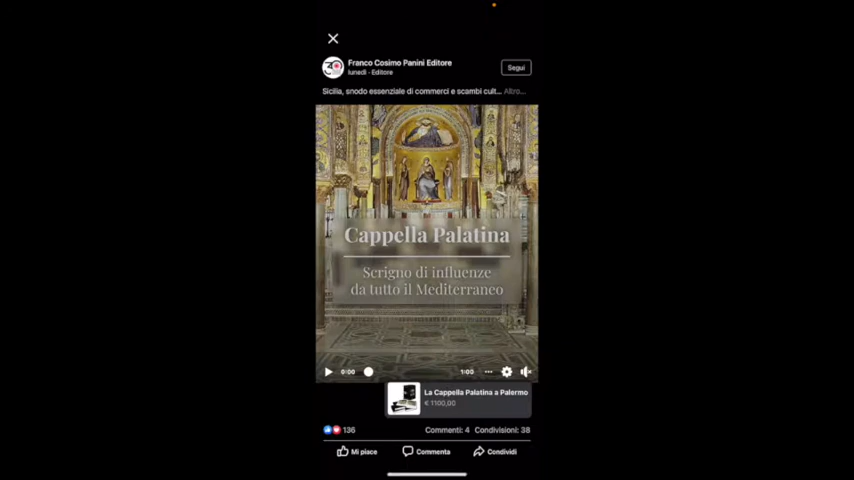 Franco Cosimo Panini Editore
lunedì · Editore
Segui
Sicilia, snodo essenziale di commerci e scambi cult... Altro...
Cappella Palatina
Scrigno di influenze
da tutto il Mediterraneo
0:00
1:00
La Cappella Palatina a Palermo
€ 1100,00
136
Commenti: 4 Condivisioni: 38
Mi piace
Commenta
Condividi